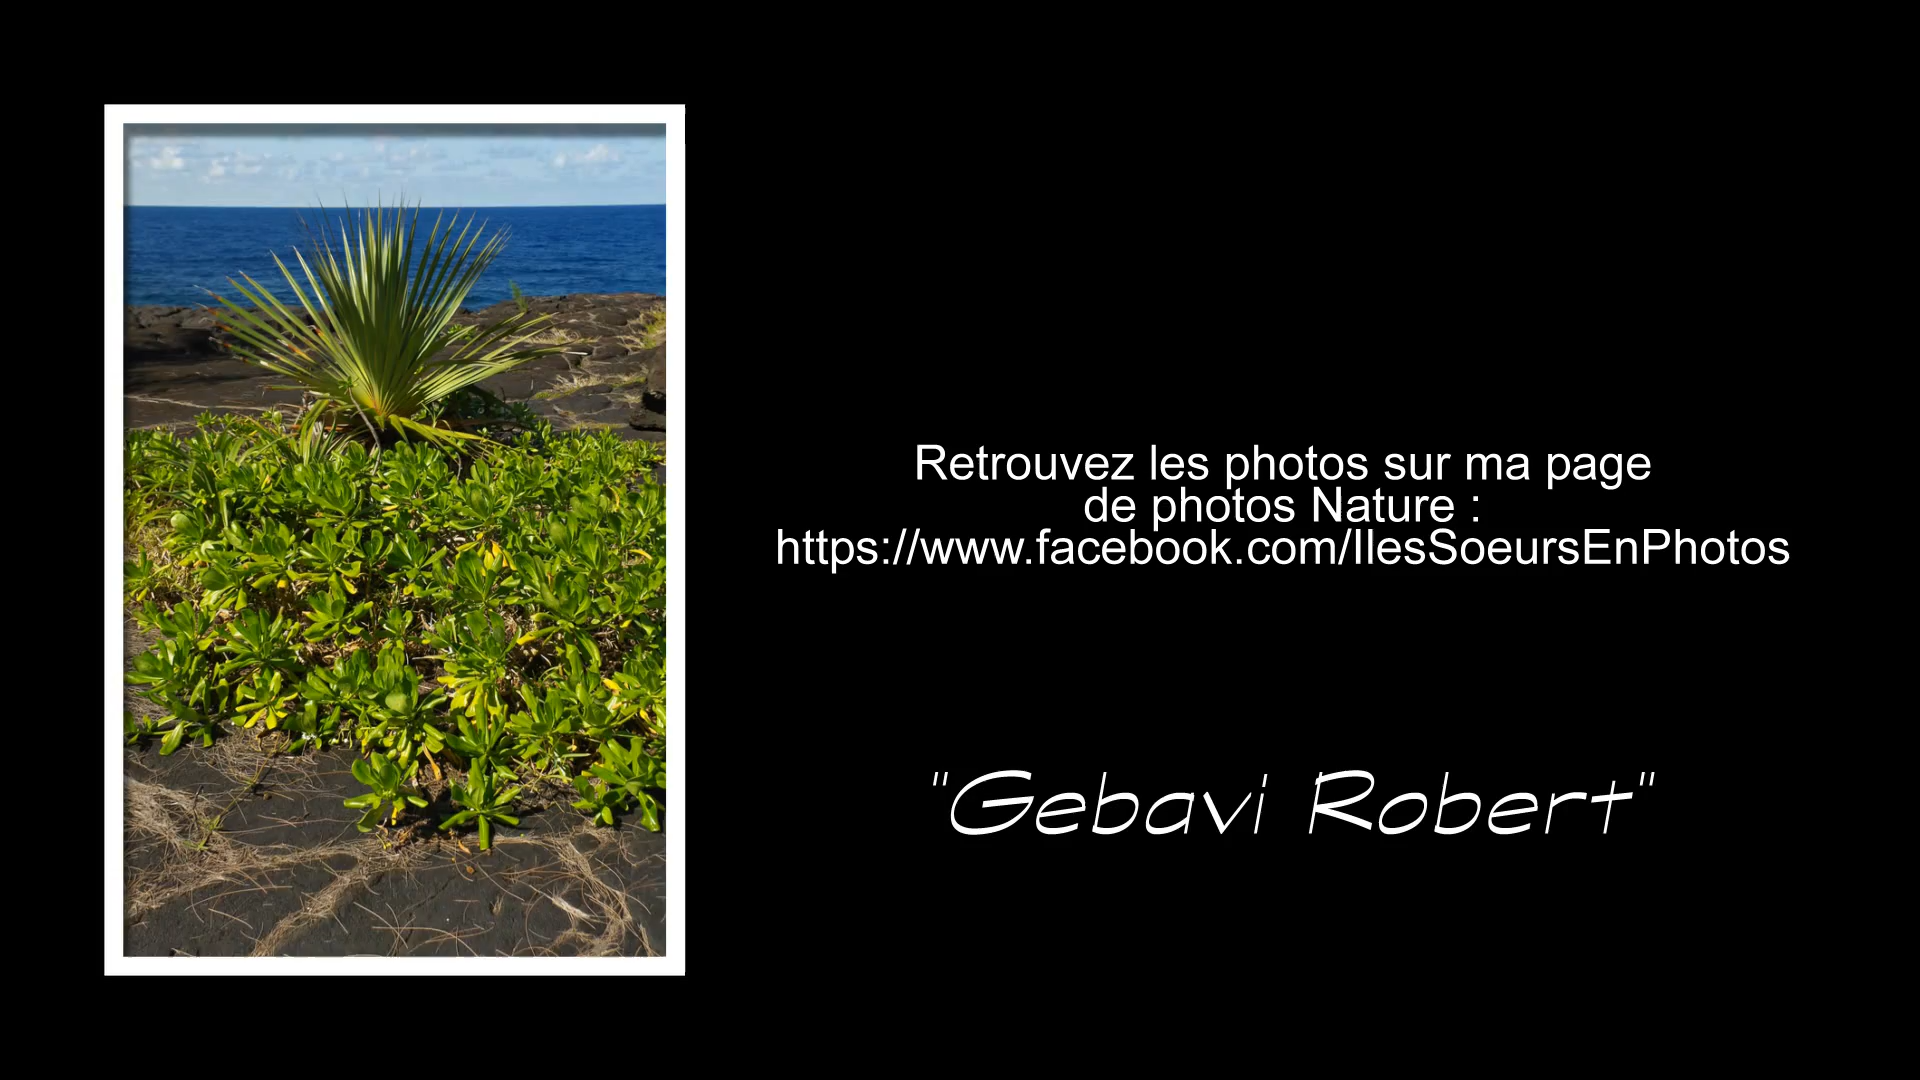 Retrouvez les photos sur ma page
de photos Nature :
https://www.facebook.com/IlesSoeursEnPhotos
"Gebavi Robert"